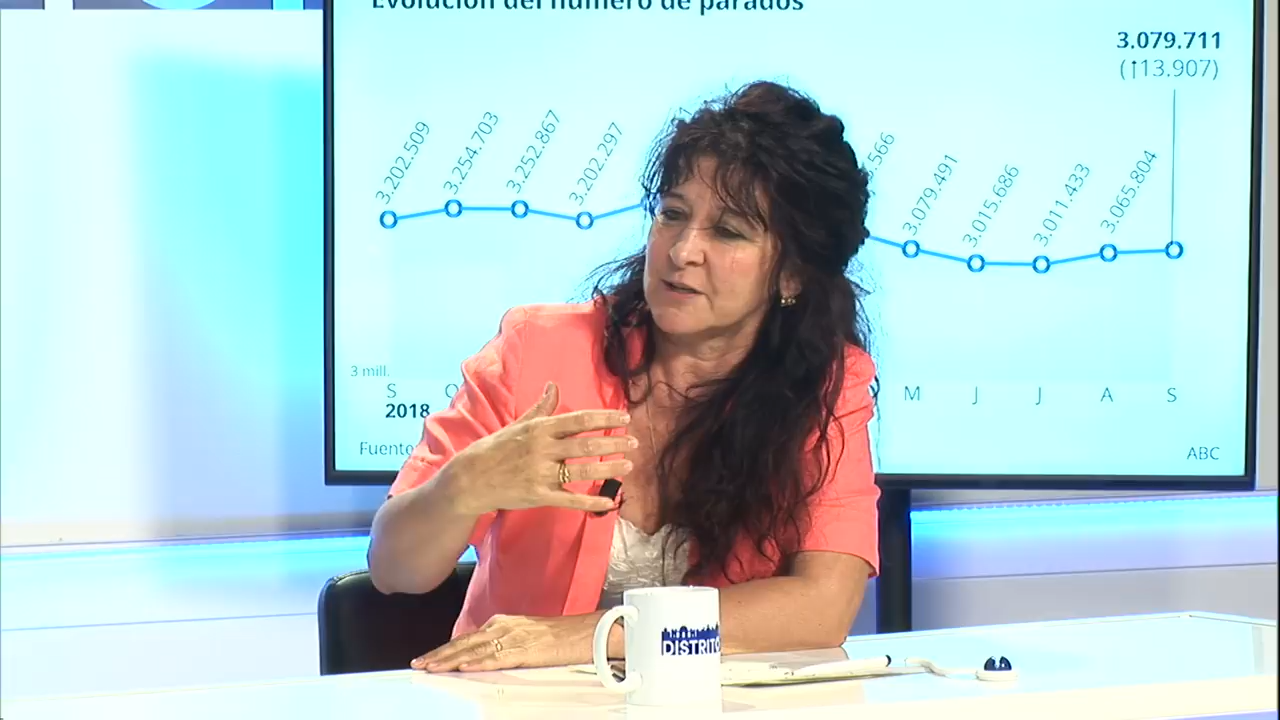 Evolución del número de parados
3.079.711
(↑13.907)
3.202.509
3.254.703
3.252.867
3.202.297
3.079.491
3.015.686
3.011.433
3.065.804
3 mill.
S
M
J
J
A
S
2018
Fuente
ABC
DISTRITO